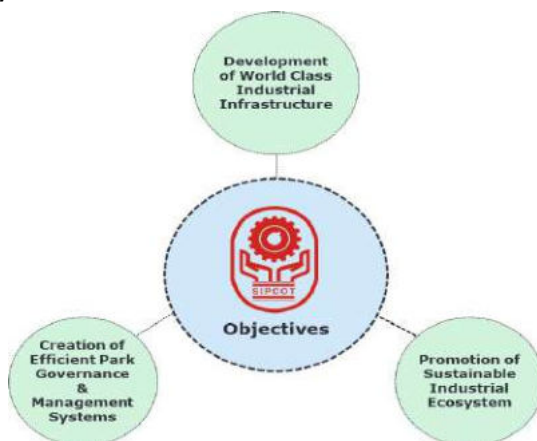 Development
of World Class
Industrial
Infrastructure
SIPCOT
Objectives
Creation of
Efficient Park
Governance
&
Management
Systems
Promotion of
Sustainable
Industrial
Ecosystem